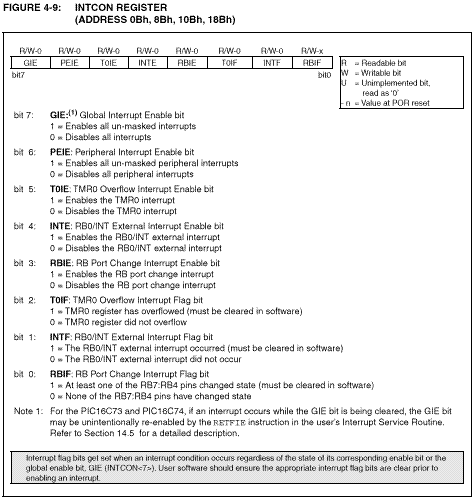 FIGURE 4-9: INTCON REGISTER
(ADDRESS 0Bh, 8Bh, 10Bh, 18Bh)
R/W-0 R/W-0 R/W-0 R/W-0 R/W-0 R/W-0 R/W-0 R/W-x
GIE PEIE T0IE INTE RBIE T0IF INTF RBIF
bit7 bit0
R = Readable bit
W = Writable bit
U = Unimplemented bit,
read as '0'
- n = Value at POR reset
bit 7: GIE:(1) Global Interrupt Enable bit
1 = Enables all un-masked interrupts
0 = Disables all interrupts
bit 6: PEIE: Peripheral Interrupt Enable bit
1 = Enables all un-masked peripheral interrupts
0 = Disables all peripheral interrupts
bit 5: T0IE: TMR0 Overflow Interrupt Enable bit
1 = Enables the TMR0 interrupt
0 = Disables the TMR0 interrupt
bit 4: INTE: RB0/INT External Interrupt Enable bit
1 = Enables the RB0/INT external interrupt
0 = Disables the RB0/INT external interrupt
bit 3: RBIE: RB Port Change Interrupt Enable bit
1 = Enables the RB port change interrupt
0 = Disables the RB port change interrupt
bit 2: T0IF: TMR0 Overflow Interrupt Flag bit
1 = TMR0 register has overflowed (must be cleared in software)
0 = TMR0 register did not overflow
bit 1: INTF: RB0/INT External Interrupt Flag bit
1 = The RB0/INT external interrupt occurred (must be cleared in software)
0 = The RB0/INT external interrupt did not occur
bit 0: RBIF: RB Port Change Interrupt Flag bit
1 = At least one of the RB7:RB4 pins changed state (must be cleared in software)
0 = None of the RB7:RB4 pins have changed state
Note 1: For the PIC16C73 and PIC16C74, if an interrupt occurs while the GIE bit is being cleared, the GIE bit
may be unintentionally re-enabled by the RETFIE instruction in the user's Interrupt Service Routine.
Refer to Section 14.5 for a detailed description.
Interrupt flag bits get set when an interrupt condition occurs regardless of the state of its corresponding enable bit or the
global enable bit, GIE (INTCON<7>). User software should ensure the appropriate interrupt flag bits are clear prior to
enabling an interrupt.